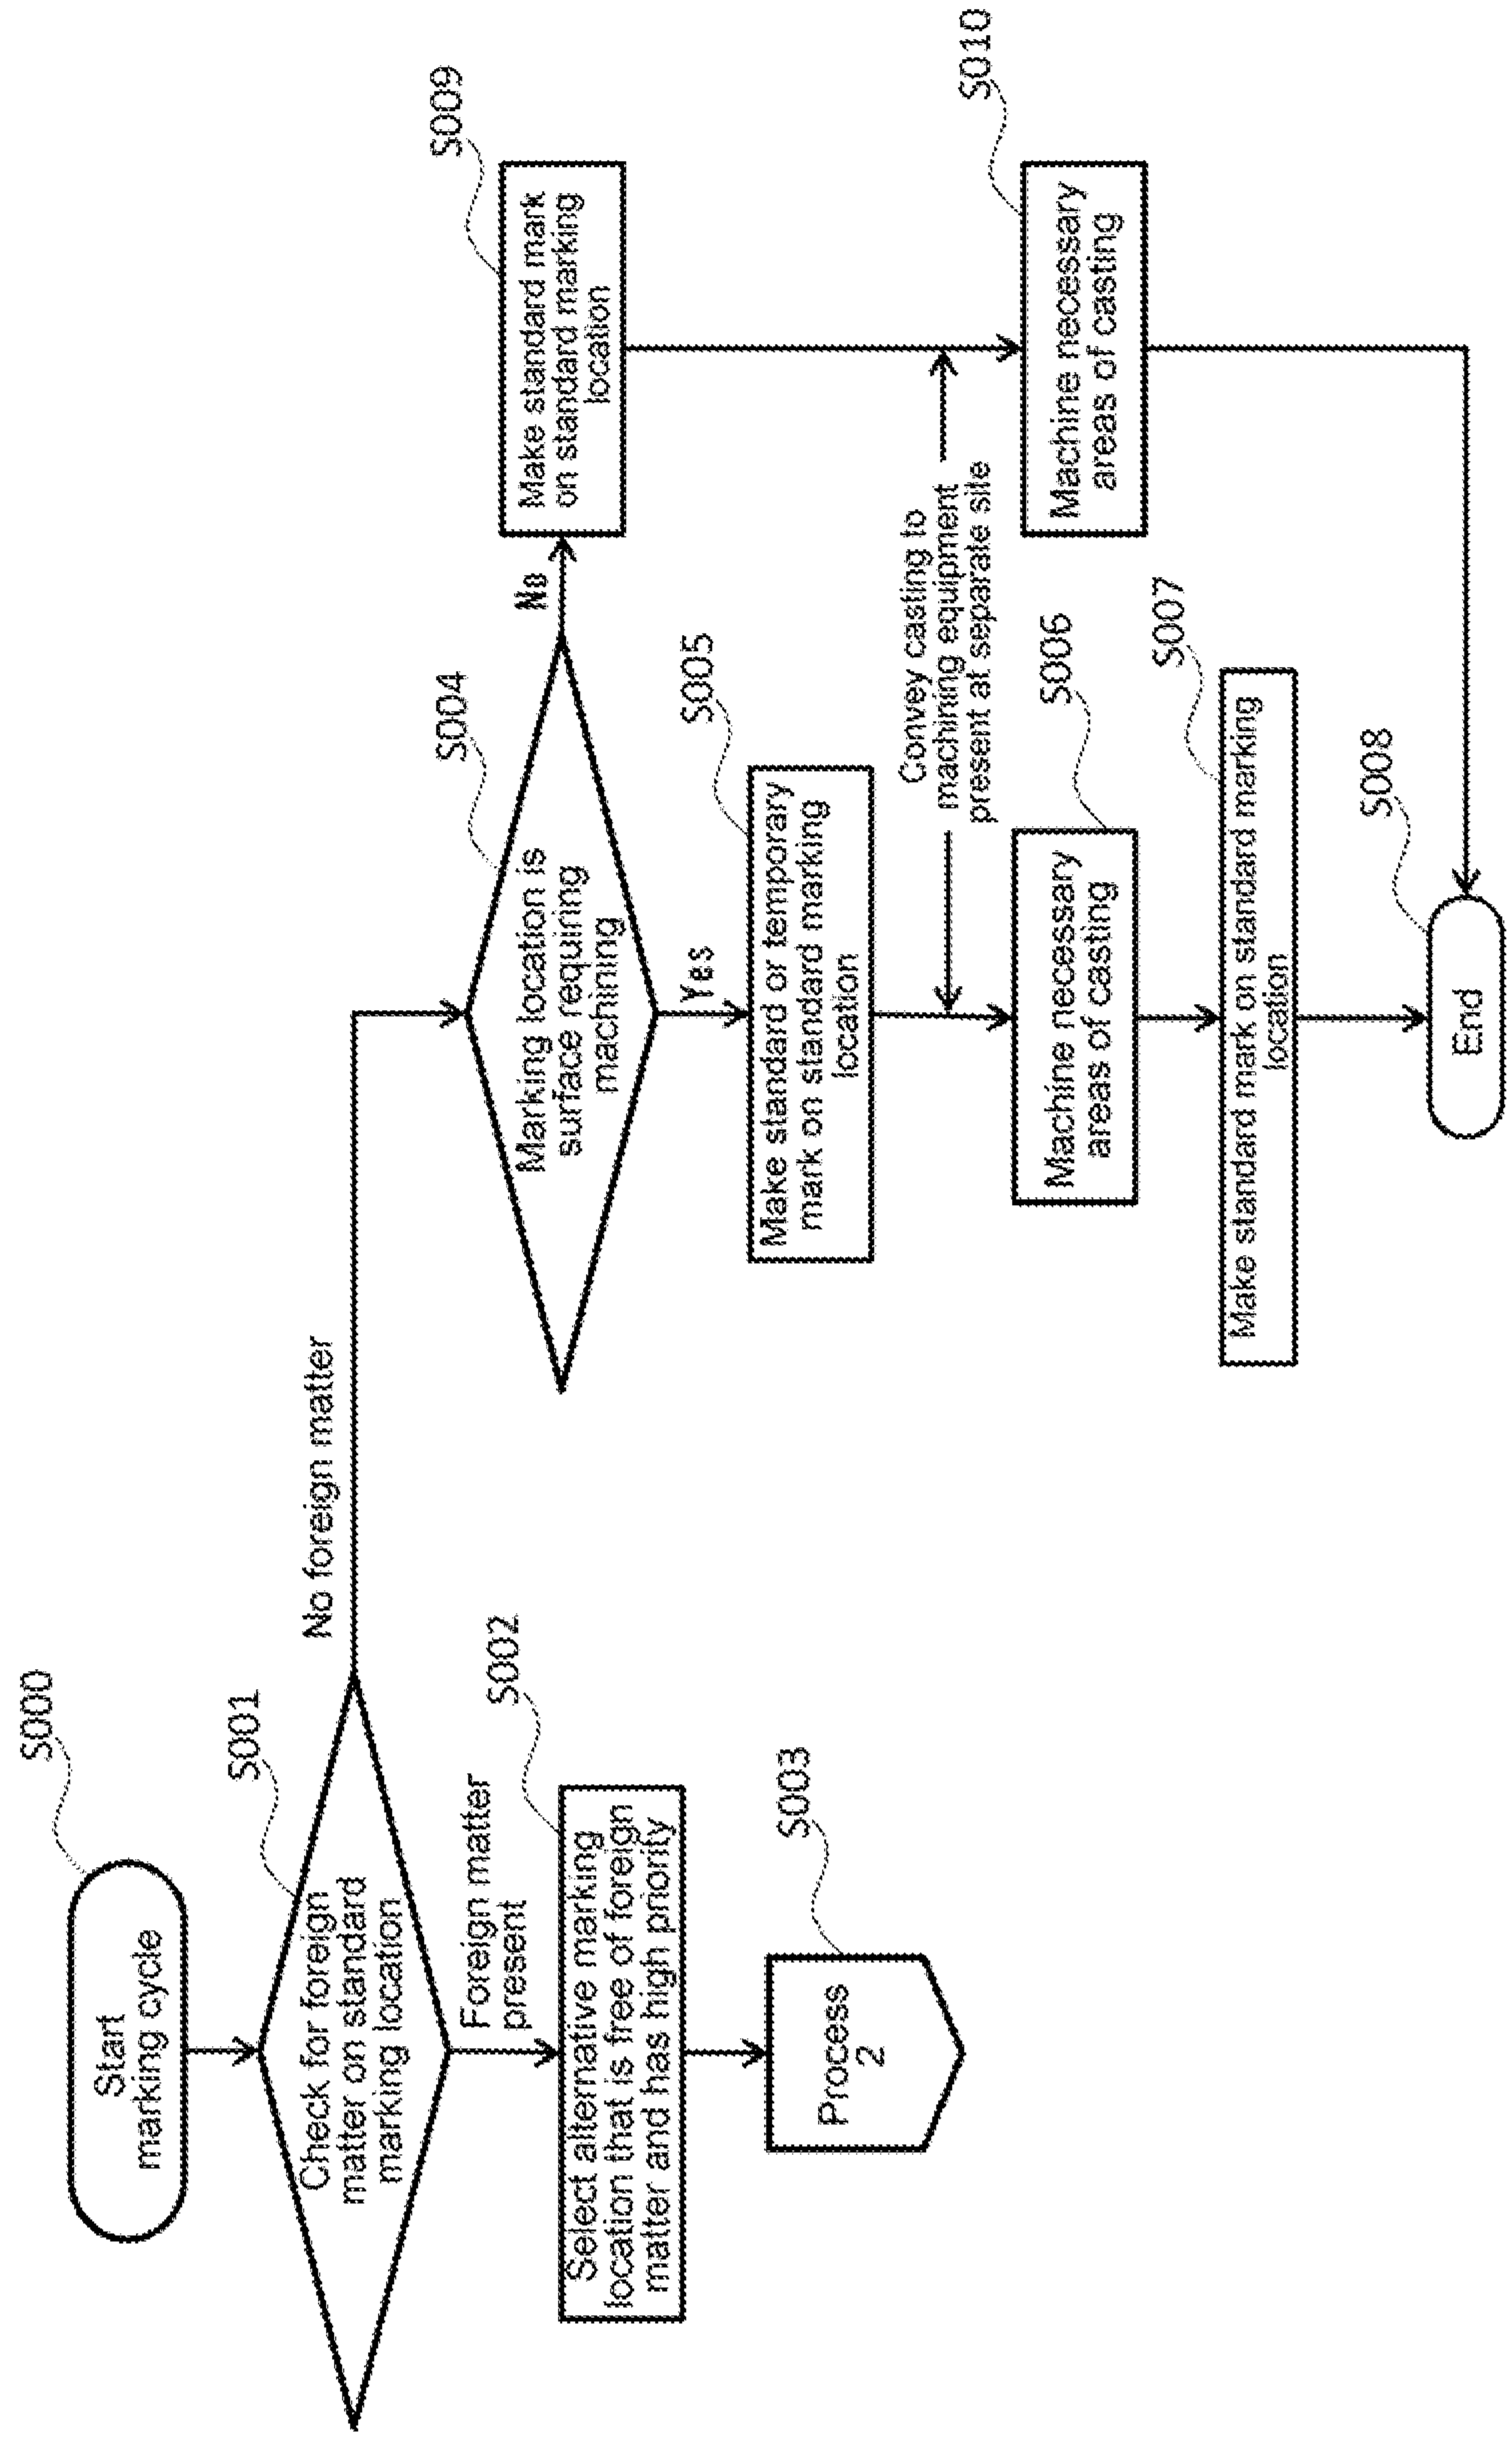 S000
Start
marking cycle
S001
Check for foreign
matter on standard
marking location
No foreign matter
Foreign matter
present
S002
Select alternative marking
location that is free of foreign
matter and has high priority
S003
Process
2
S004
Marking location is
surface requiring
machining
No
Yes
S009
Make standard mark
on standard marking
location
S005
Make standard or temporary
mark on standard marking
location
Convey casting to
machining equipment
present at separate site
S006
Machine necessary
areas of casting
S010
Machine necessary
areas of casting
S007
Make standard mark on standard marking
location
S008
End